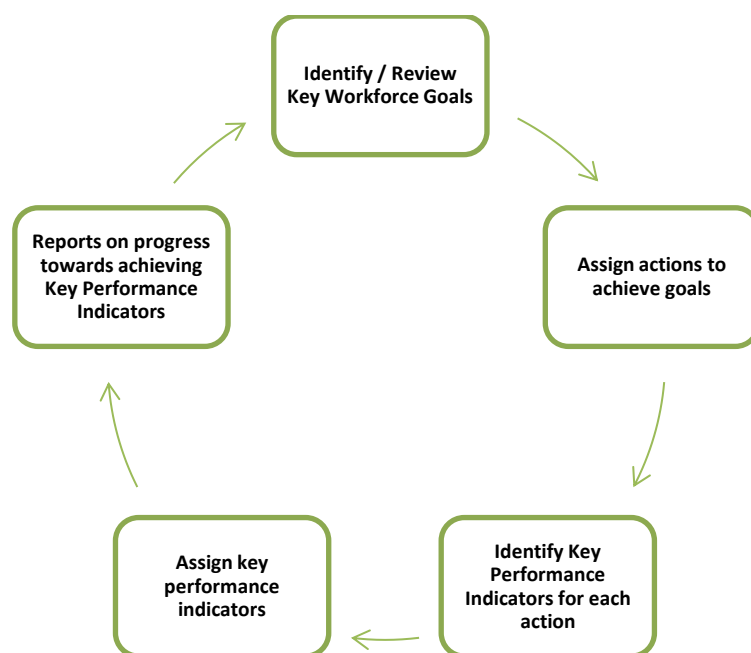 Identify / Review
Key Workforce Goals
Assign actions to
achieve goals
Identify Key
Performance
Indicators for each
action
Assign key
performance
indicators
Reports on progress
towards achieving
Key Performance
Indicators